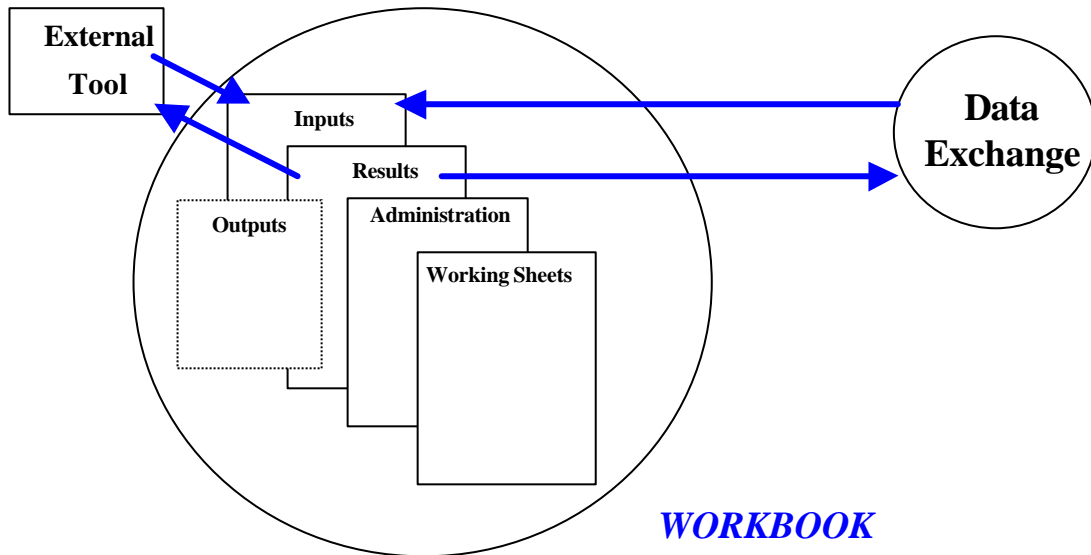 External
Tool
Inputs
Results
Outputs
Administration
Working Sheets
Data
Exchange
WORKBOOK